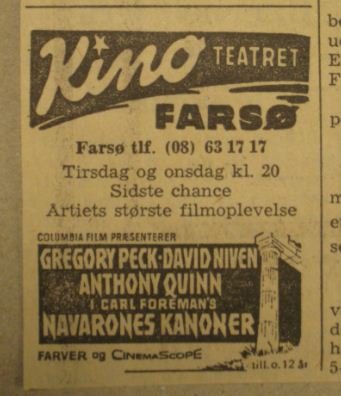 Kino TEATRET
FARSØ
Farsø tlf. (08) 63 17 17
Tirsdag og onsdag kl. 20
Sidste chance
Artiets største filmoplevelse
COLUMBIA FILM PRÆSENTERER
GREGORY PECK · DAVID NIVEN
ANTHONY QUINN
I CARL FOREMAN'S
NAVARONES KANONER
FARVER og CINEMASCOPE
till. o. 12 år